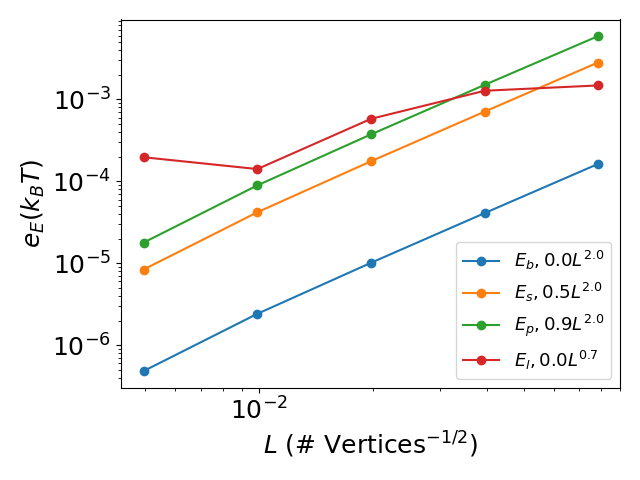 10⁻³
10⁻⁴
10⁻⁵
10⁻⁶
e_E(k_BT)
E_b, 0.0L^2.0
E_s, 0.5L^2.0
E_p, 0.9L^2.0
E_l, 0.0L^0.7
10⁻²
L (# Vertices^−1/2)